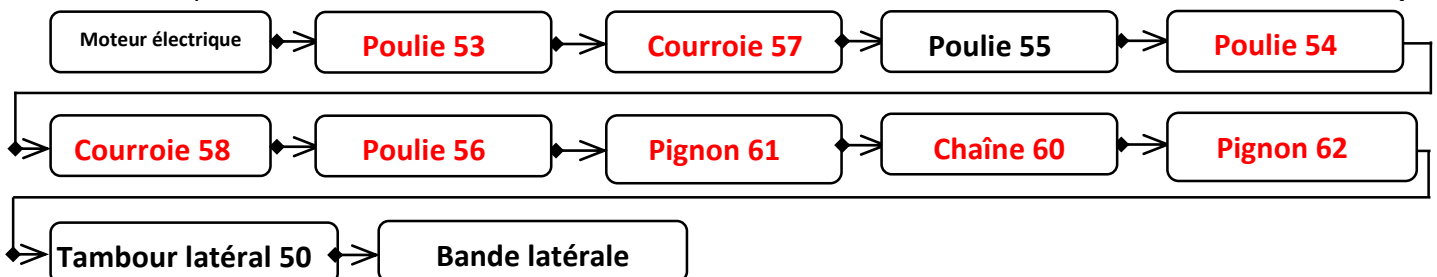 Moteur électrique Poulie 53 Courroie 57 Poulie 55 Poulie 54
Courroie 58 Poulie 56 Pignon 61 Chaîne 60 Pignon 62
Tambour latéral 50 Bande latérale